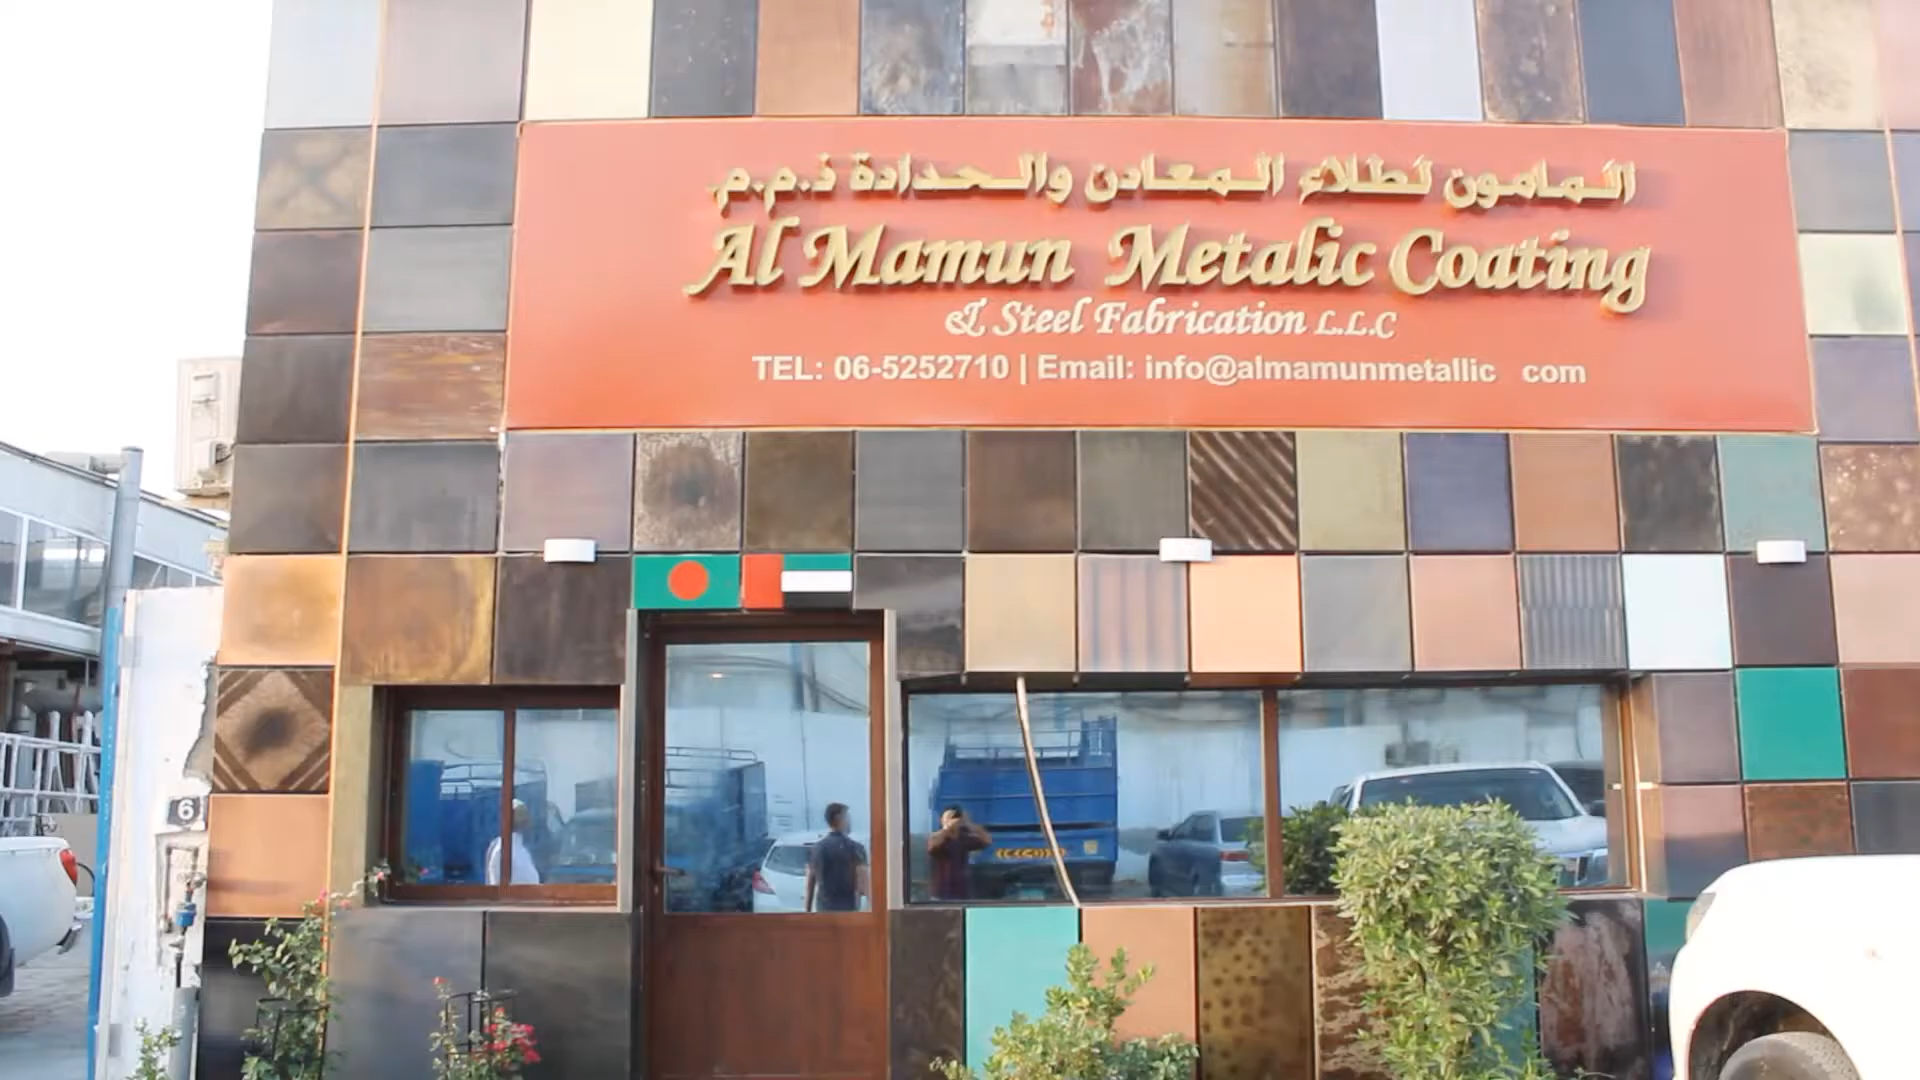 المامون لطلاء المعادن والحدادة ذ.م.م.
Al Mamun Metalic Coating
& Steel Fabrication L.L.C
TEL: 06-5252710 | Email: info@almamunmetallic com
6